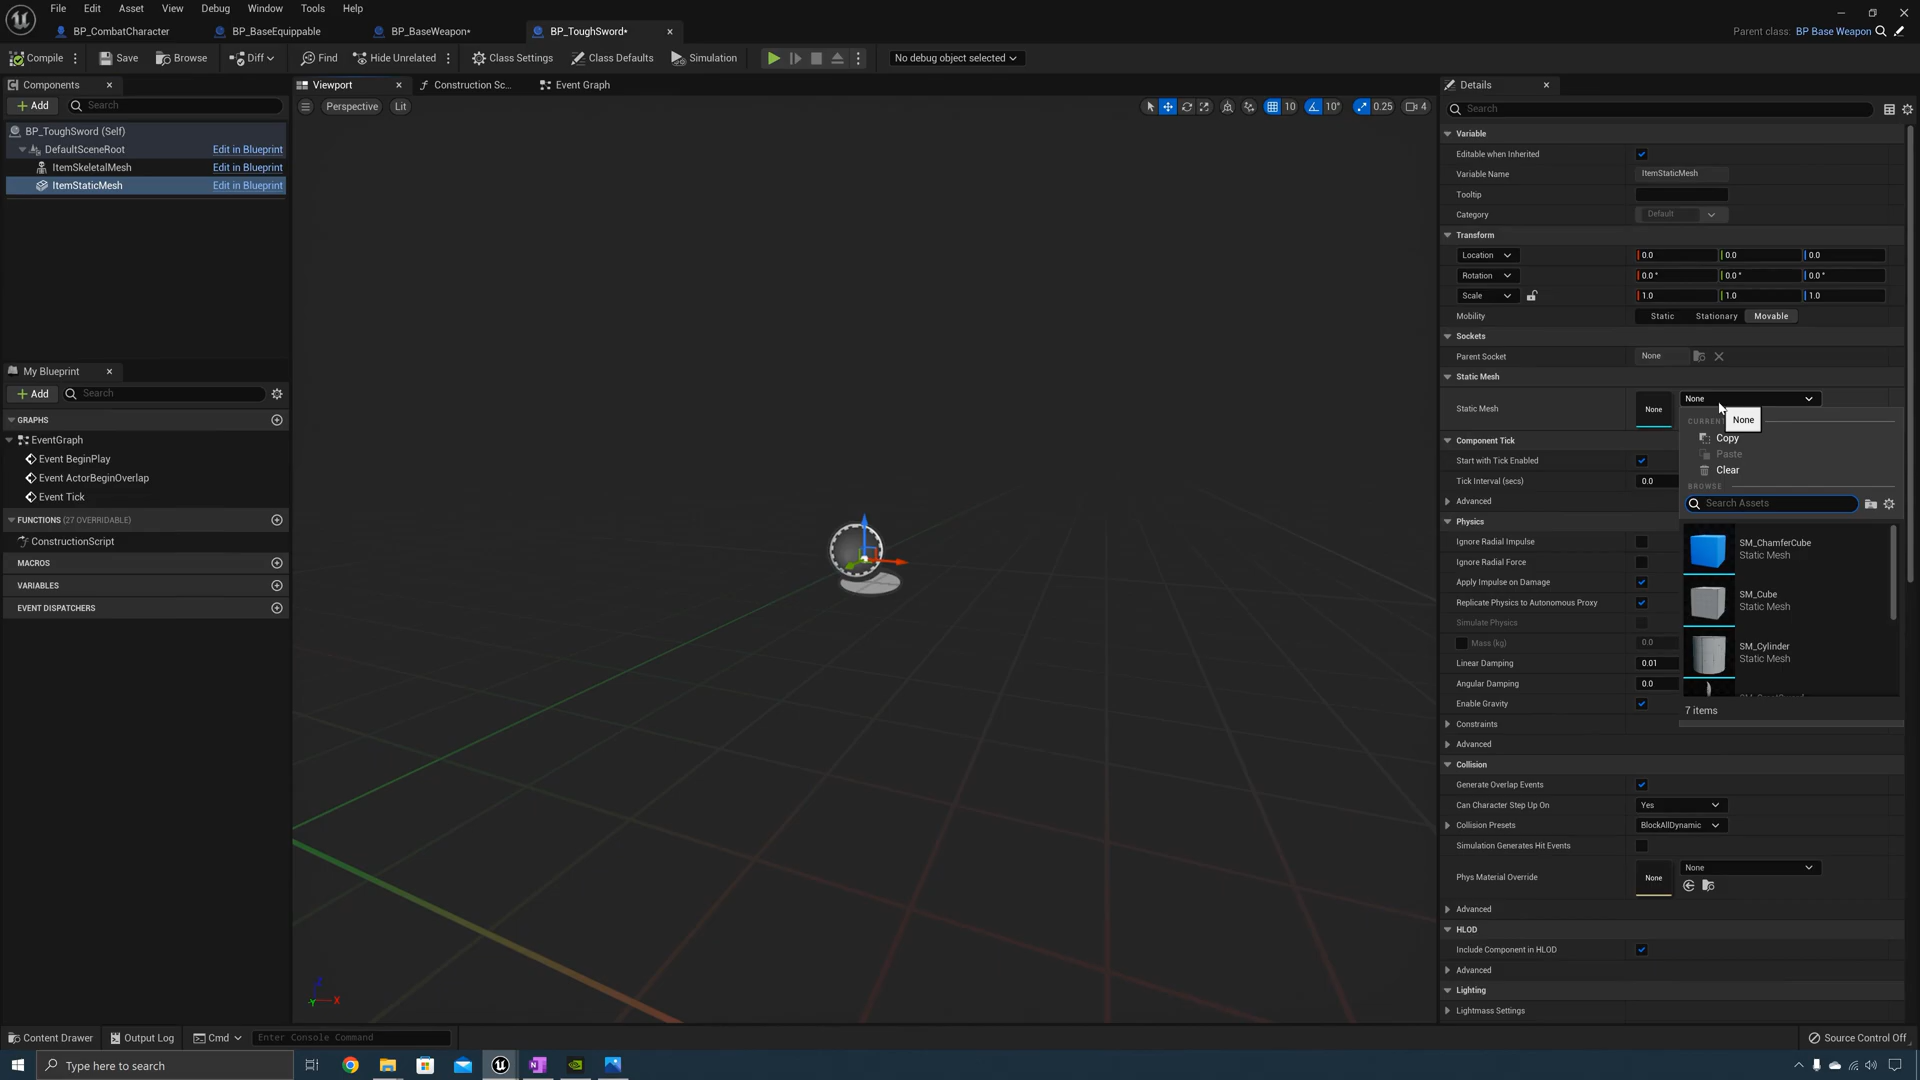 File Edit Asset View Debug Window Tools Help
BP_CombatCharacter BP_BaseEquippable BP_BaseWeapon* BP_ToughSword* Parent class: BP Base Weapon
Compile Save Browse Diff Find Hide Unrelated Class Settings Class Defaults Simulation No debug object selected
Components
Add Search
BP_ToughSword (Self)
DefaultSceneRoot Edit in Blueprint
ItemSkeletalMesh Edit in Blueprint
ItemStaticMesh Edit in Blueprint
My Blueprint
Add Search
GRAPHS
EventGraph
Event BeginPlay
Event ActorBeginOverlap
Event Tick
FUNCTIONS (27 OVERRIDABLE)
ConstructionScript
MACROS
VARIABLES
EVENT DISPATCHERS
Viewport Construction Sc... Event Graph
Perspective Lit 10 10° 0.25 4
Z
Y X
Details
Search
Variable
Editable when Inherited
Variable Name ItemStaticMesh
Tooltip
Category Default
Transform
Location 0.0 0.0 0.0
Rotation 0.0 ° 0.0 ° 0.0 °
Scale 1.0 1.0 1.0
Mobility Static Stationary Movable
Sockets
Parent Socket None
Static Mesh
Static Mesh None None
None
Copy
Paste
Clear
BROWSE
Search Assets
SM_ChamferCube
Static Mesh
SM_Cube
Static Mesh
SM_Cylinder
Static Mesh
7 items
Component Tick
Start with Tick Enabled
Tick Interval (secs) 0.0
Advanced
Physics
Ignore Radial Impulse
Ignore Radial Force
Apply Impulse on Damage
Replicate Physics to Autonomous Proxy
Simulate Physics
Mass (kg) 0.0
Linear Damping 0.01
Angular Damping 0.0
Enable Gravity
Constraints
Advanced
Collision
Generate Overlap Events
Can Character Step Up On Yes
Collision Presets BlockAllDynamic
Simulation Generates Hit Events
Phys Material Override None None
Advanced
HLOD
Include Component in HLOD
Advanced
Lighting
Lightmass Settings
Content Drawer Output Log Cmd Enter Console Command Source Control Off
Type here to search